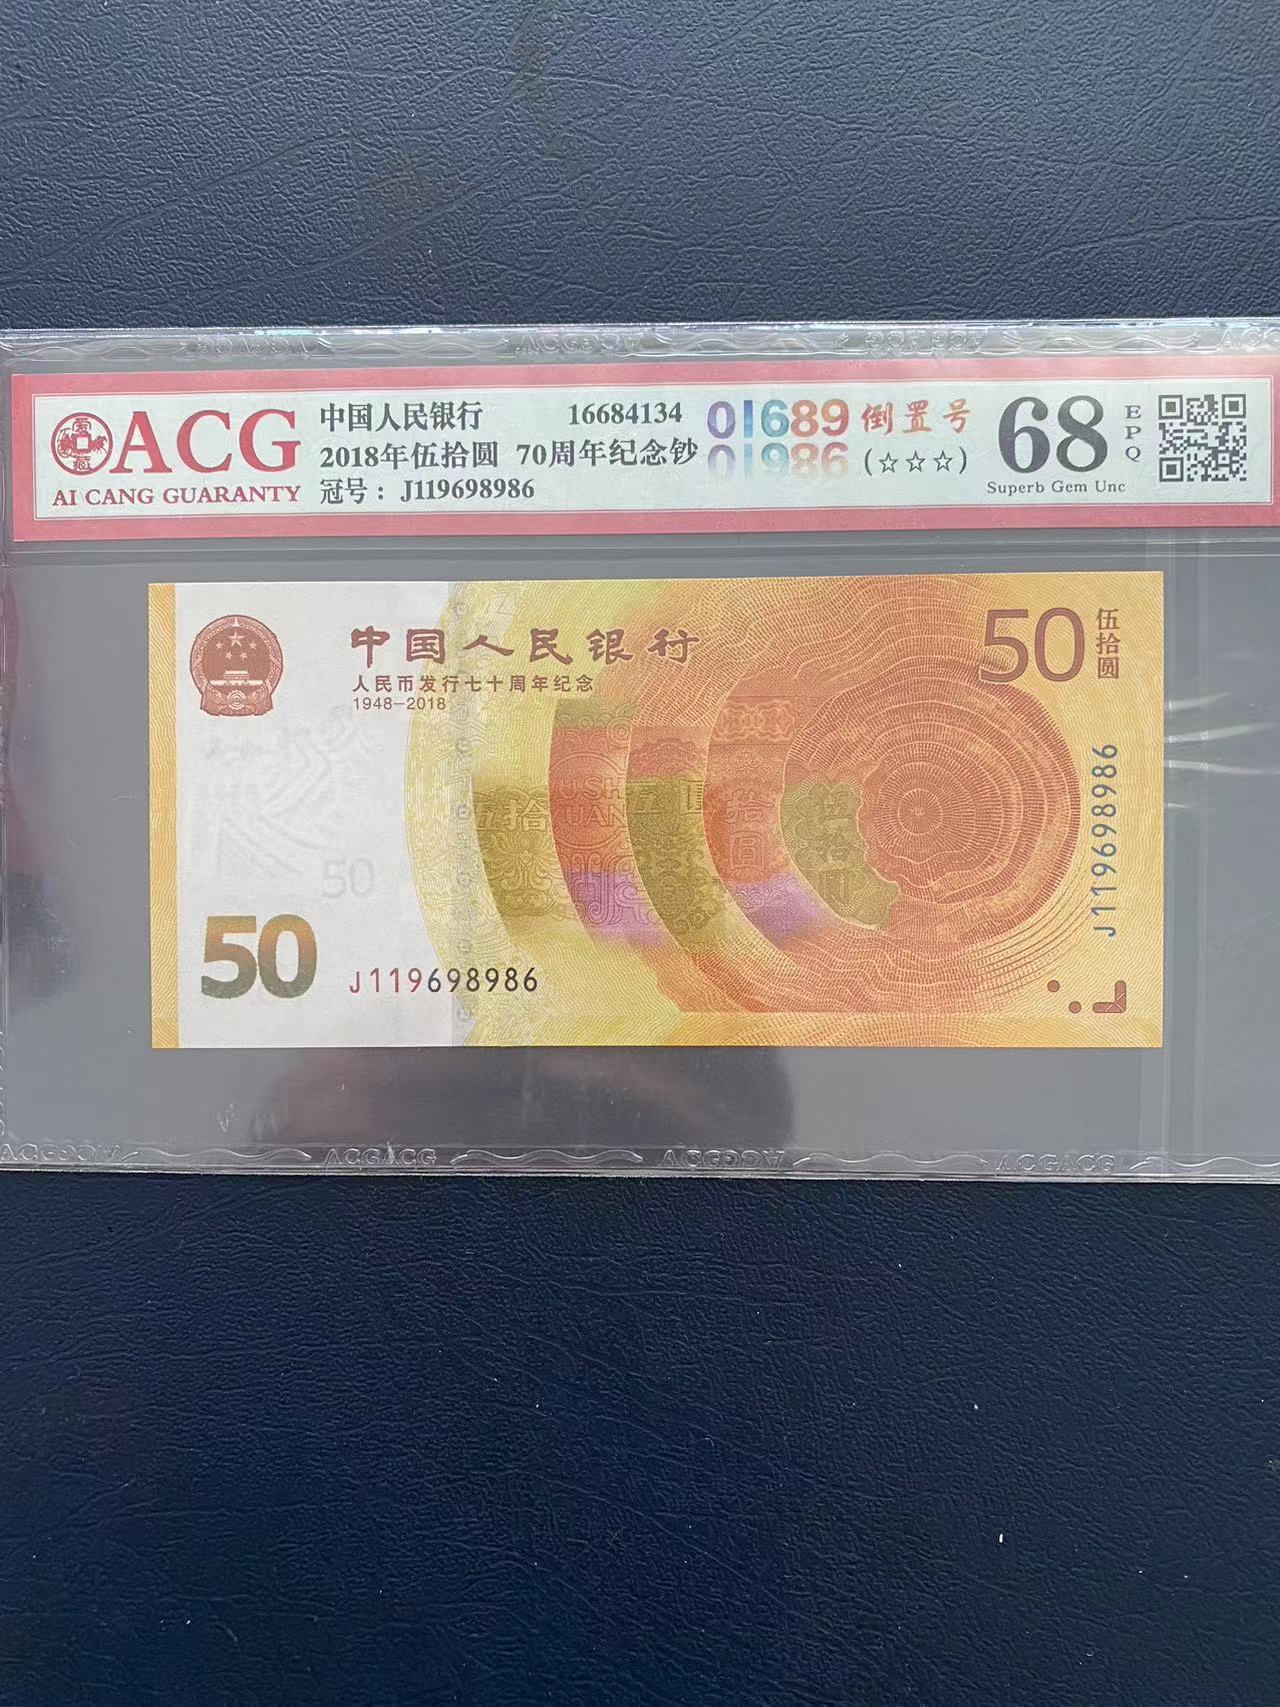 ACG
AI CANG GUARANTY
中国人民银行 16684134
2018年伍拾圆 70周年纪念钞
冠号：J119698986
01689 倒置号
01986 (☆☆☆)
68 EPQ
Superb Gem Unc
中国人民银行
人民币发行七十周年纪念
1948-2018
50 伍拾圆
J119698986
50
50
J119698986
ACGACG
ACGACG